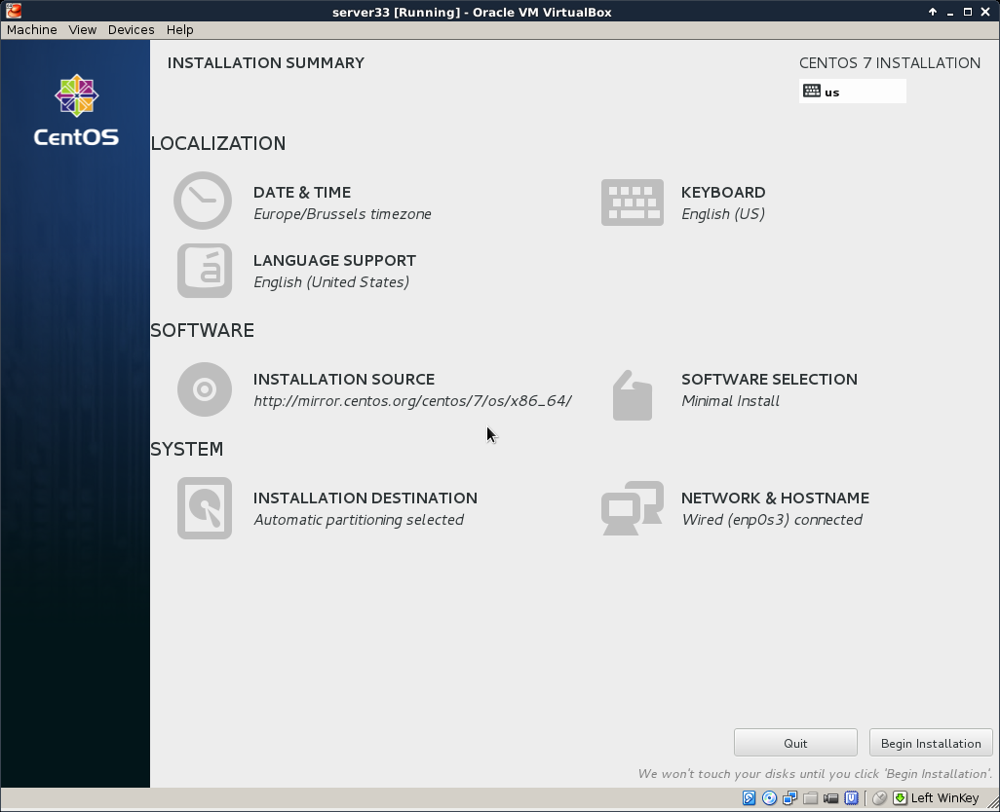 server33 [Running] - Oracle VM VirtualBox
Machine View Devices Help
INSTALLATION SUMMARY
CENTOS 7 INSTALLATION
us
CentOS
LOCALIZATION
DATE & TIME
Europe/Brussels timezone
KEYBOARD
English (US)
á
LANGUAGE SUPPORT
English (United States)
SOFTWARE
INSTALLATION SOURCE
http://mirror.centos.org/centos/7/os/x86_64/
SOFTWARE SELECTION
Minimal Install
SYSTEM
INSTALLATION DESTINATION
Automatic partitioning selected
NETWORK & HOSTNAME
Wired (enp0s3) connected
Quit
Begin Installation
We won't touch your disks until you click 'Begin Installation'.
Left WinKey